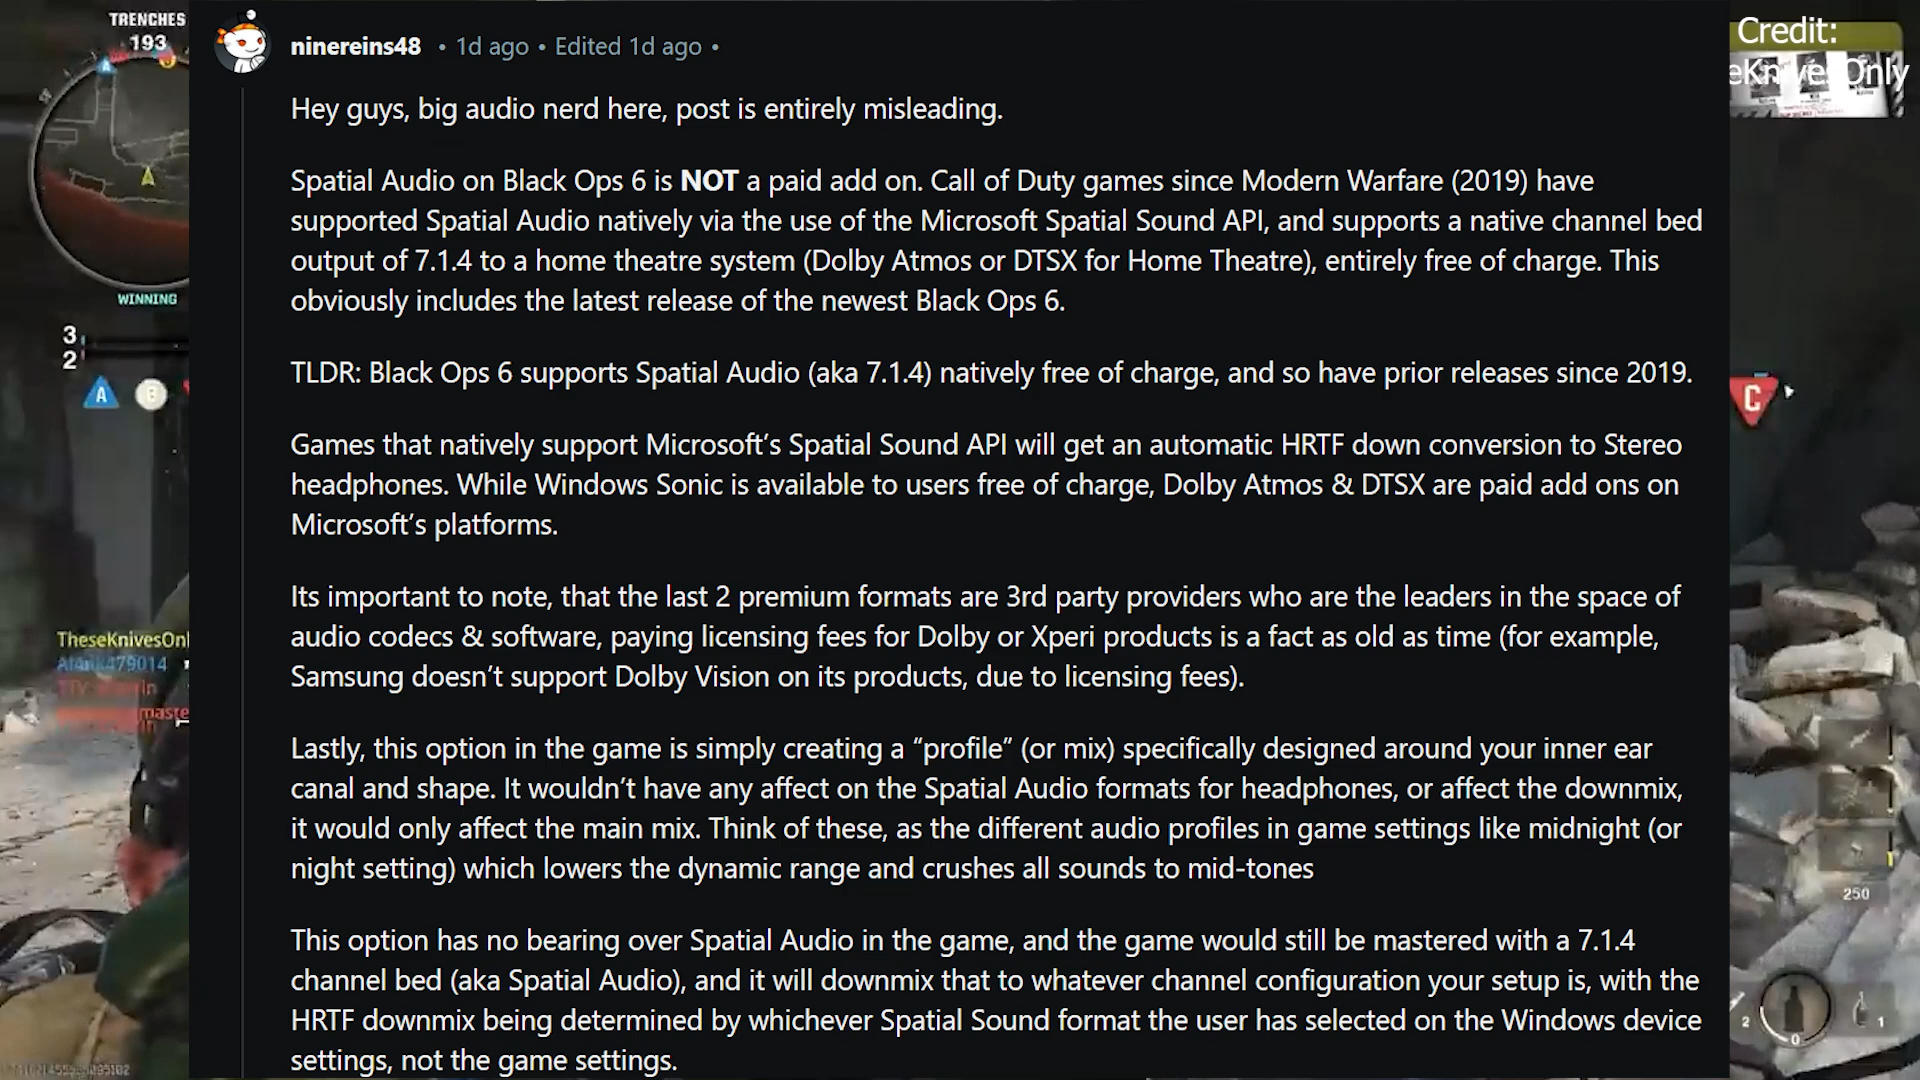 TRENCHES
193
A
WINNING
3
2
A
B
TheseKnivesOnl
ninereins48 • 1d ago • Edited 1d ago •
Hey guys, big audio nerd here, post is entirely misleading.
Spatial Audio on Black Ops 6 is NOT a paid add on. Call of Duty games since Modern Warfare (2019) have
supported Spatial Audio natively via the use of the Microsoft Spatial Sound API, and supports a native channel bed
output of 7.1.4 to a home theatre system (Dolby Atmos or DTSX for Home Theatre), entirely free of charge. This
obviously includes the latest release of the newest Black Ops 6.
TLDR: Black Ops 6 supports Spatial Audio (aka 7.1.4) natively free of charge, and so have prior releases since 2019.
Games that natively support Microsoft’s Spatial Sound API will get an automatic HRTF down conversion to Stereo
headphones. While Windows Sonic is available to users free of charge, Dolby Atmos & DTSX are paid add ons on
Microsoft’s platforms.
Its important to note, that the last 2 premium formats are 3rd party providers who are the leaders in the space of
audio codecs & software, paying licensing fees for Dolby or Xperi products is a fact as old as time (for example,
Samsung doesn’t support Dolby Vision on its products, due to licensing fees).
Lastly, this option in the game is simply creating a “profile” (or mix) specifically designed around your inner ear
canal and shape. It wouldn’t have any affect on the Spatial Audio formats for headphones, or affect the downmix,
it would only affect the main mix. Think of these, as the different audio profiles in game settings like midnight (or
night setting) which lowers the dynamic range and crushes all sounds to mid-tones
This option has no bearing over Spatial Audio in the game, and the game would still be mastered with a 7.1.4
channel bed (aka Spatial Audio), and it will downmix that to whatever channel configuration your setup is, with the
HRTF downmix being determined by whichever Spatial Sound format the user has selected on the Windows device
settings, not the game settings.
Credit:
eKnivesOnly
C
250
2
0
1